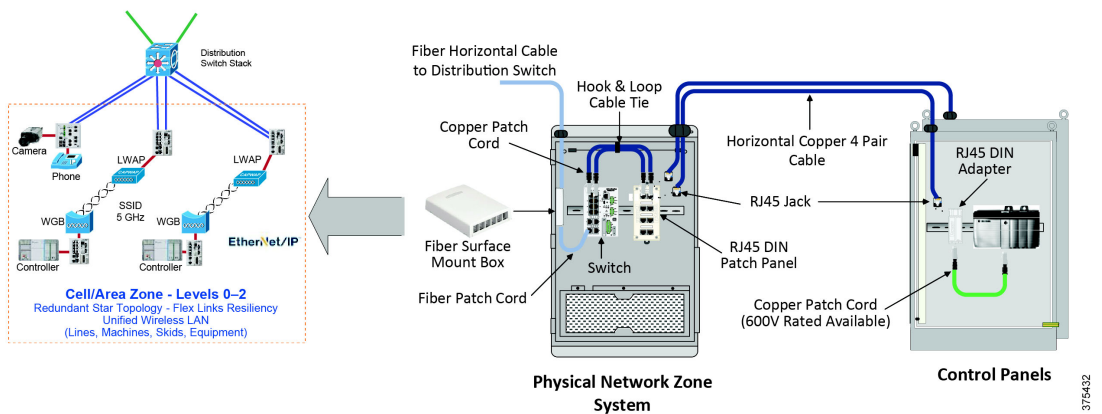 Distribution
Switch Stack
Camera
Phone
LWAP
LWAP
CAPWAP
CAPWAP
SSID
5 GHz
WGB
WGB
EtherNet/IP
Controller
Controller
Cell/Area Zone - Levels 0–2
Redundant Star Topology - Flex Links Resiliency
Unified Wireless LAN
(Lines, Machines, Skids, Equipment)
Fiber Horizontal Cable
to Distribution Switch
Hook & Loop
Cable Tie
Copper Patch
Cord
Fiber Surface
Mount Box
Fiber Patch Cord
Switch
RJ45 DIN
Patch Panel
RJ45 Jack
Horizontal Copper 4 Pair
Cable
RJ45 DIN
Adapter
Copper Patch Cord
(600V Rated Available)
Physical Network Zone
System
Control Panels
375432